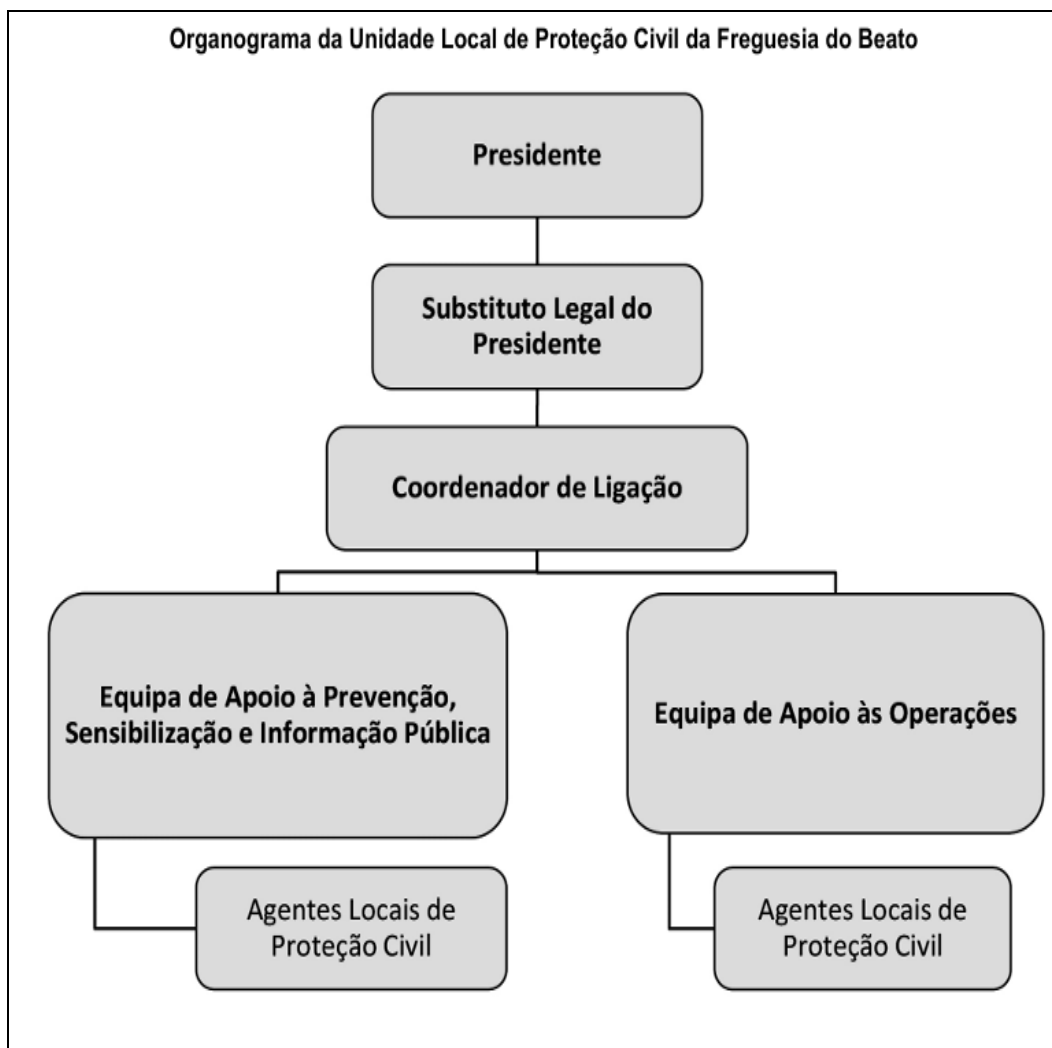 Organograma da Unidade Local de Proteção Civil da Freguesia do Beato
Presidente
Substituto Legal do
Presidente
Coordenador de Ligação
Equipa de Apoio à Prevenção,
Sensibilização e Informação Pública
Equipa de Apoio às Operações
Agentes Locais de
Proteção Civil
Agentes Locais de
Proteção Civil